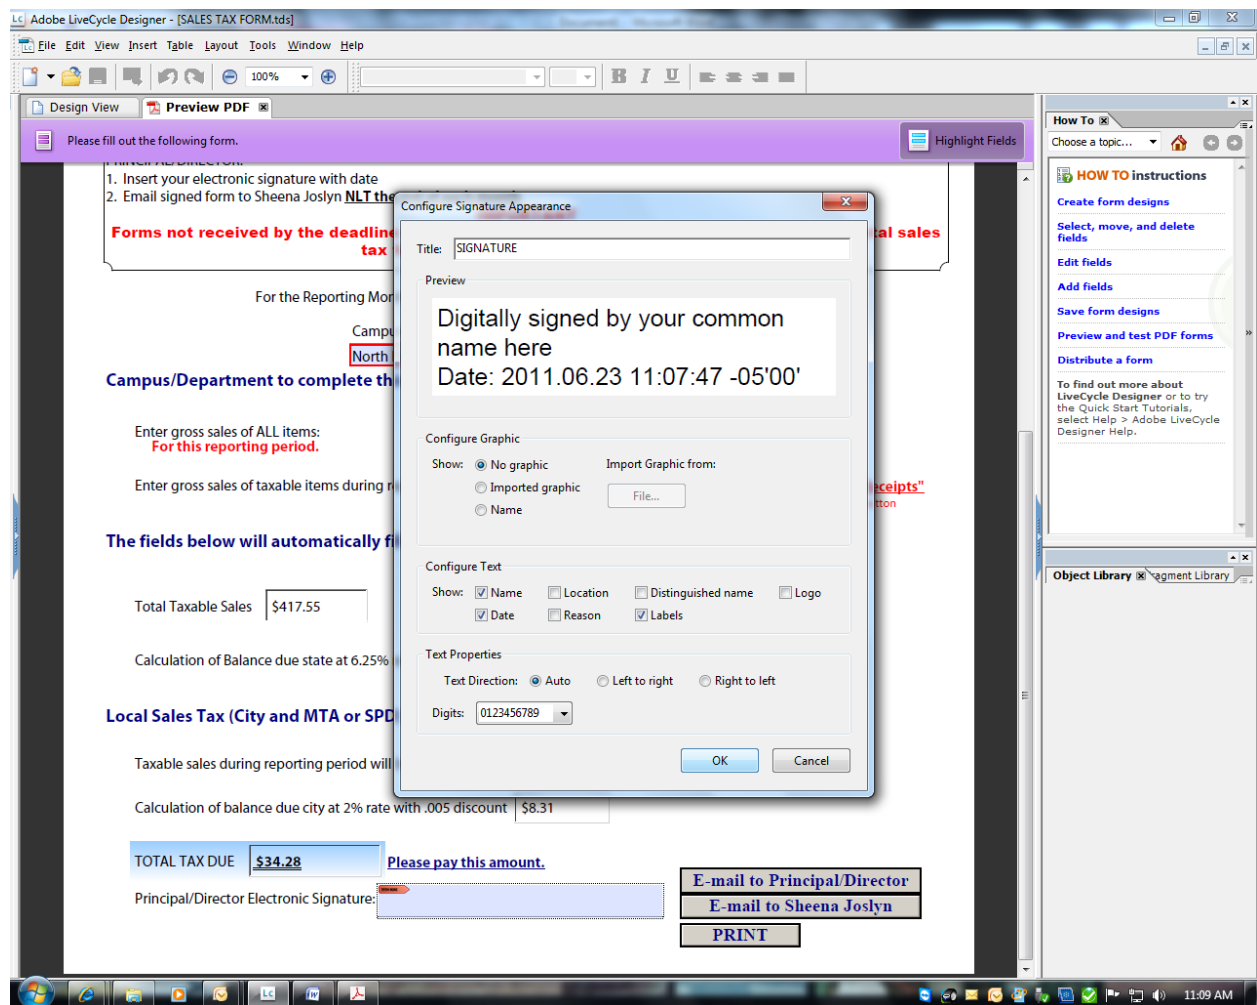 Adobe LiveCycle Designer - [SALES TAX FORM.tds]
File Edit View Insert Table Layout Tools Window Help
100%
B I U
Design View
Preview PDF
Please fill out the following form.
Highlight Fields
PRINCIPAL/DIRECTOR:
1. Insert your electronic signature with date
2. Email signed form to Sheena Joslyn NLT the
Forms not received by the deadline
al sales
tax
For the Reporting Mon
Campu
North
Campus/Department to complete th
Enter gross sales of ALL items:
For this reporting period.
Enter gross sales of taxable items during r
eceipts"
tton
The fields below will automatically fi
Total Taxable Sales $417.55
Calculation of Balance due state at 6.25%
Local Sales Tax (City and MTA or SPD
Taxable sales during reporting period will
Calculation of balance due city at 2% rate with .005 discount $8.31
TOTAL TAX DUE $34.28 Please pay this amount.
Principal/Director Electronic Signature:
E-mail to Principal/Director
E-mail to Sheena Joslyn
PRINT
Configure Signature Appearance
Title: SIGNATURE
Preview
Digitally signed by your common
name here
Date: 2011.06.23 11:07:47 -05'00'
Configure Graphic
Show: No graphic Import Graphic from:
Imported graphic File...
Name
Configure Text
Show: Name Location Distinguished name Logo
Date Reason Labels
Text Properties
Text Direction: Auto Left to right Right to left
Digits: 0123456789
OK Cancel
How To
Choose a topic...
HOW TO instructions
Create form designs
Select, move, and delete
fields
Edit fields
Add fields
Save form designs
Preview and test PDF forms
Distribute a form
To find out more about
LiveCycle Designer or to try
the Quick Start Tutorials,
select Help > Adobe LiveCycle
Designer Help.
Object Library
ragment Library
11:09 AM